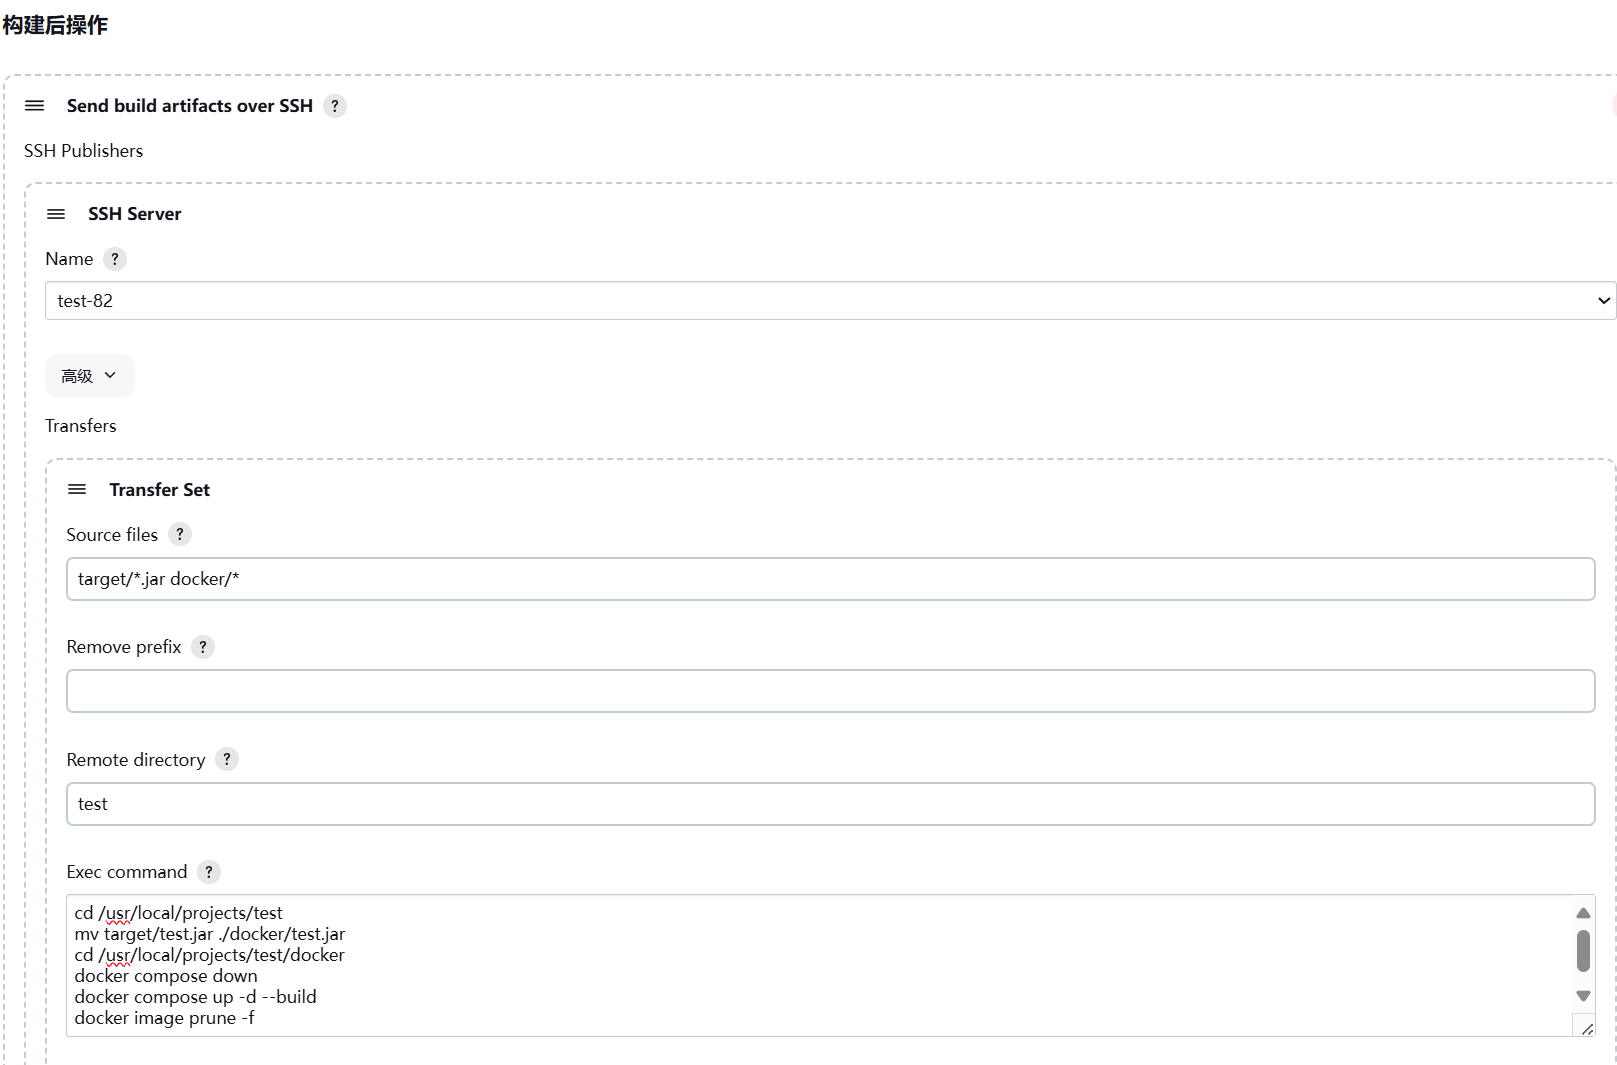 构建后操作
Send build artifacts over SSH ?
SSH Publishers
SSH Server
Name ?
test-82
高级
Transfers
Transfer Set
Source files ?
target/*.jar docker/*
Remove prefix ?
Remote directory ?
test
Exec command ?
cd /usr/local/projects/test
mv target/test.jar ./docker/test.jar
cd /usr/local/projects/test/docker
docker compose down
docker compose up -d --build
docker image prune -f